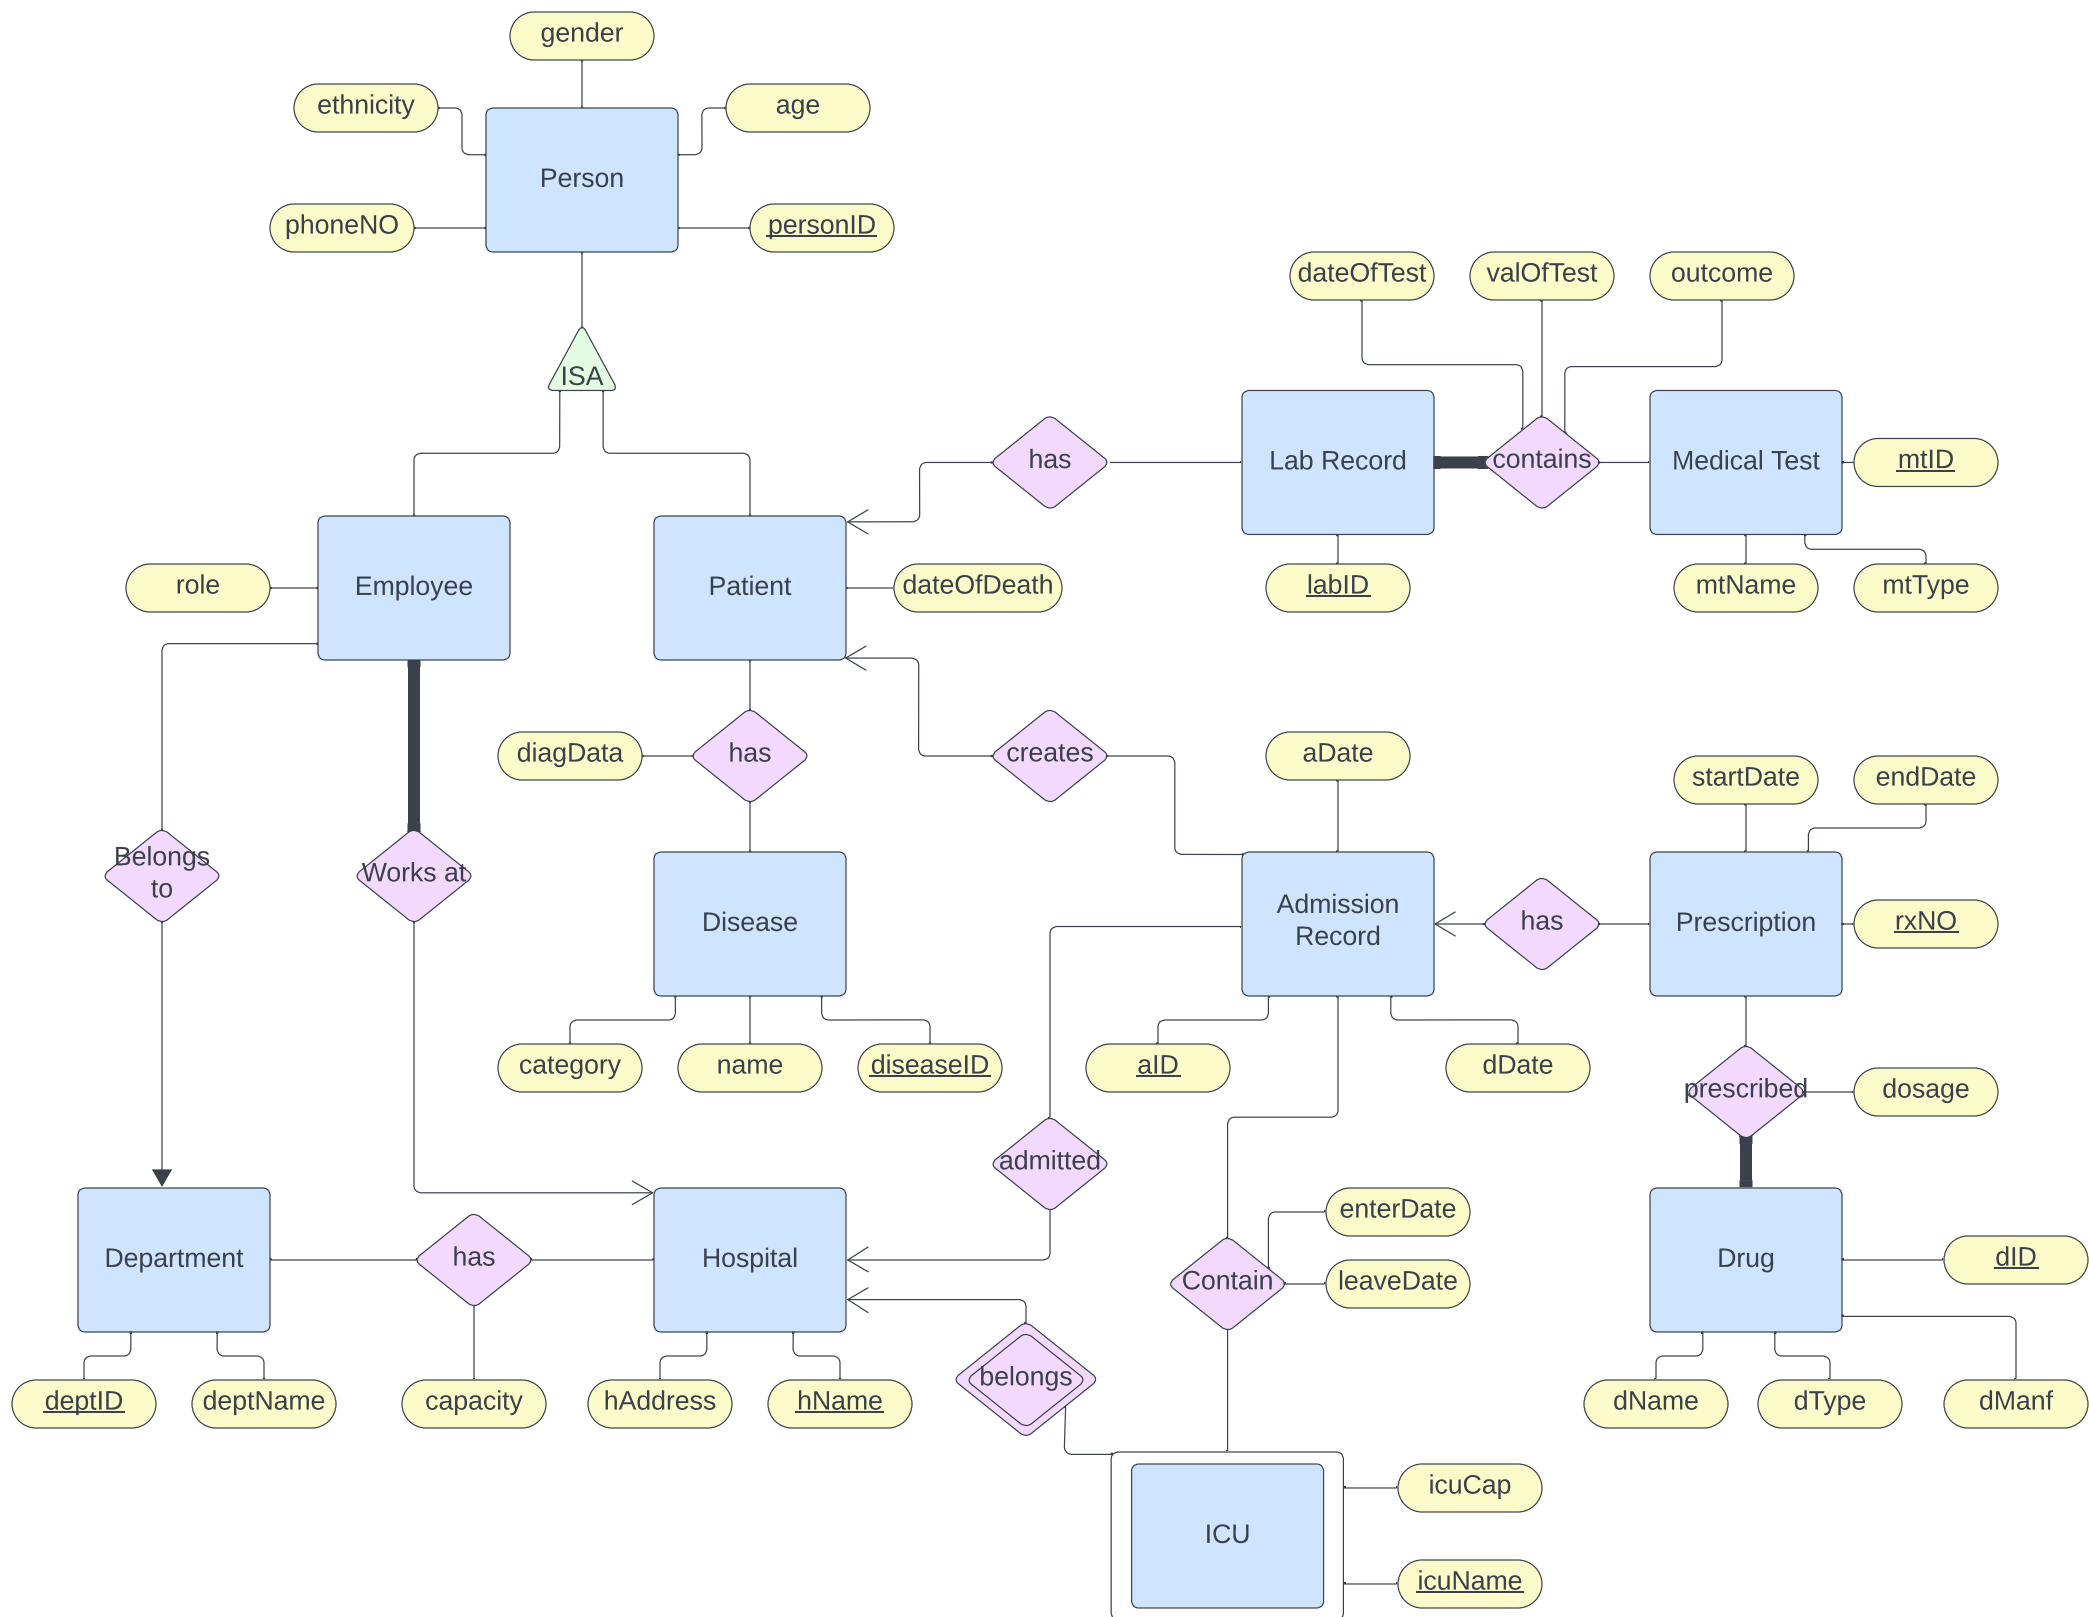 gender
ethnicity
age
Person
phoneNO
personID
dateOfTest
valOfTest
outcome
ISA
has
Lab Record
contains
Medical Test
mtID
role
Employee
Patient
dateOfDeath
labID
mtName
mtType
diagData
has
creates
aDate
startDate
endDate
Belongs
to
Works at
Disease
Admission
Record
has
Prescription
rxNO
category
name
diseaseID
aID
dDate
prescribed
dosage
admitted
enterDate
Department
has
Hospital
Contain
leaveDate
Drug
dID
deptID
deptName
capacity
hAddress
hName
belongs
dName
dType
dManf
icuCap
ICU
icuName